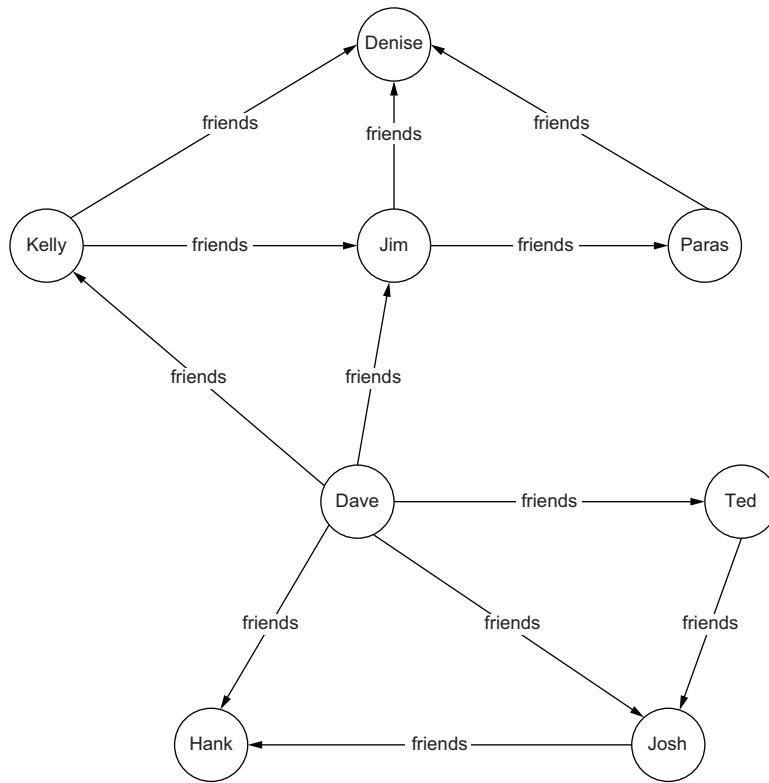 Denise
friends
friends
friends
Kelly
friends
Jim
friends
Paras
friends
friends
Dave
friends
Ted
friends
friends
friends
Hank
friends
Josh